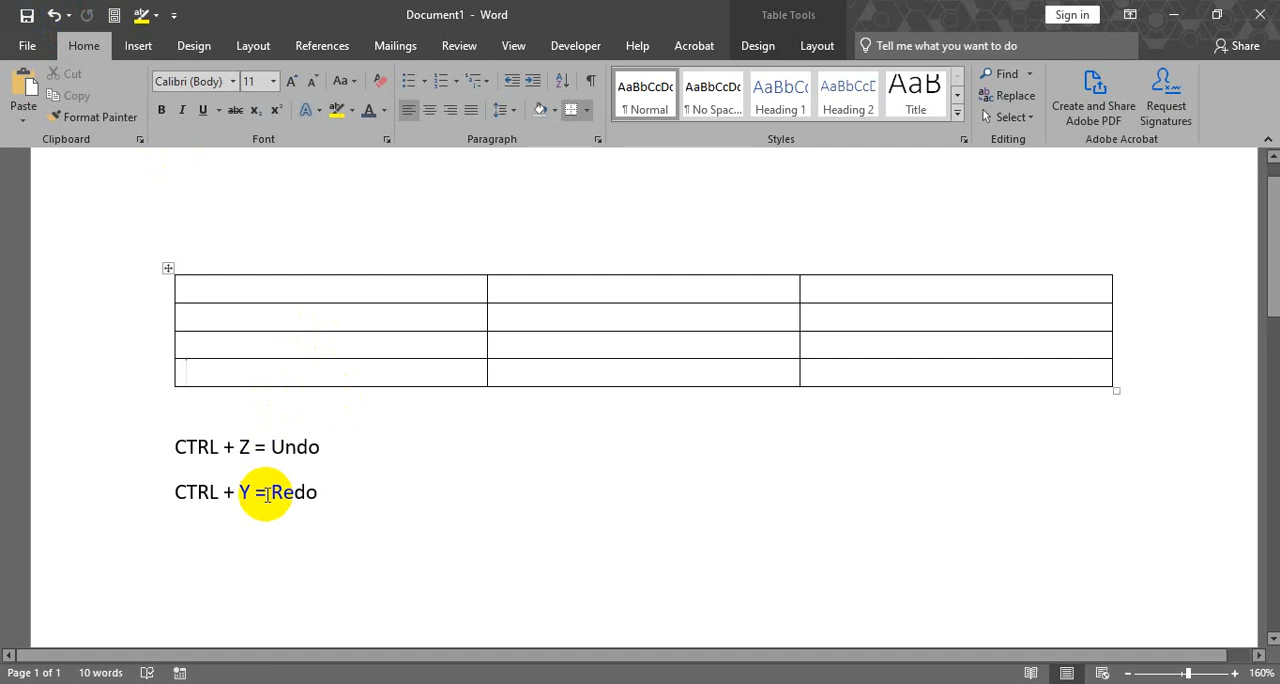 Document1 - Word
Table Tools
Sign in
File Home Insert Design Layout References Mailings Review View Developer Help Acrobat Design Layout Tell me what you want to do Share
Paste
Cut
Copy
Format Painter
Clipboard
Calibri (Body) 11
Font
Paragraph
AaBbCcDc AaBbCcDc AaBbCc AaBbCcD AaB
¶ Normal ¶ No Spac... Heading 1 Heading 2 Title
Styles
Find
Replace
Select
Editing
Create and Share Adobe PDF
Request Signatures
Adobe Acrobat
CTRL + Z = Undo
CTRL + Y = Redo
Page 1 of 1 10 words 160%